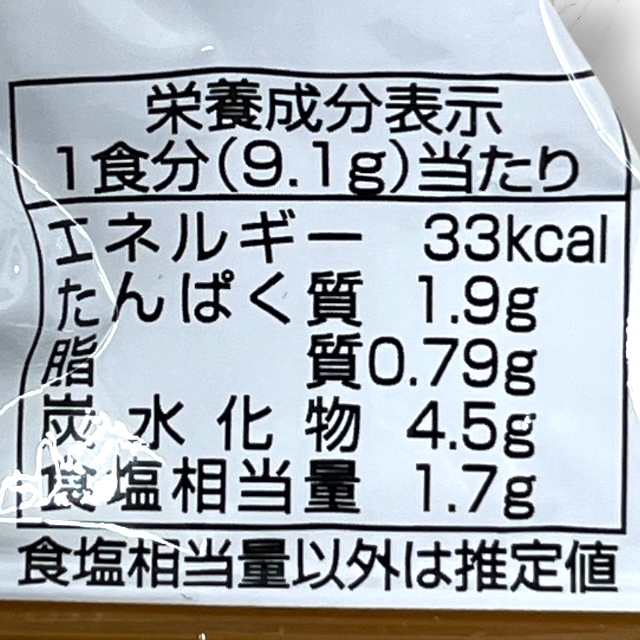 栄養成分表示
1食分(9.1g)当たり
エネルギー 33kcal
たんぱく質 1.9g
脂質 0.79g
炭水化物 4.5g
食塩相当量 1.7g
食塩相当量以外は推定値